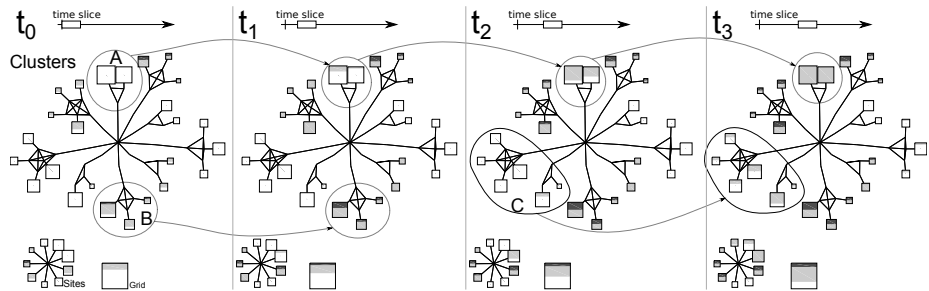 t0
time slice
t1
time slice
t2
time slice
t3
time slice
Clusters
A
B
C
Sites
Grid